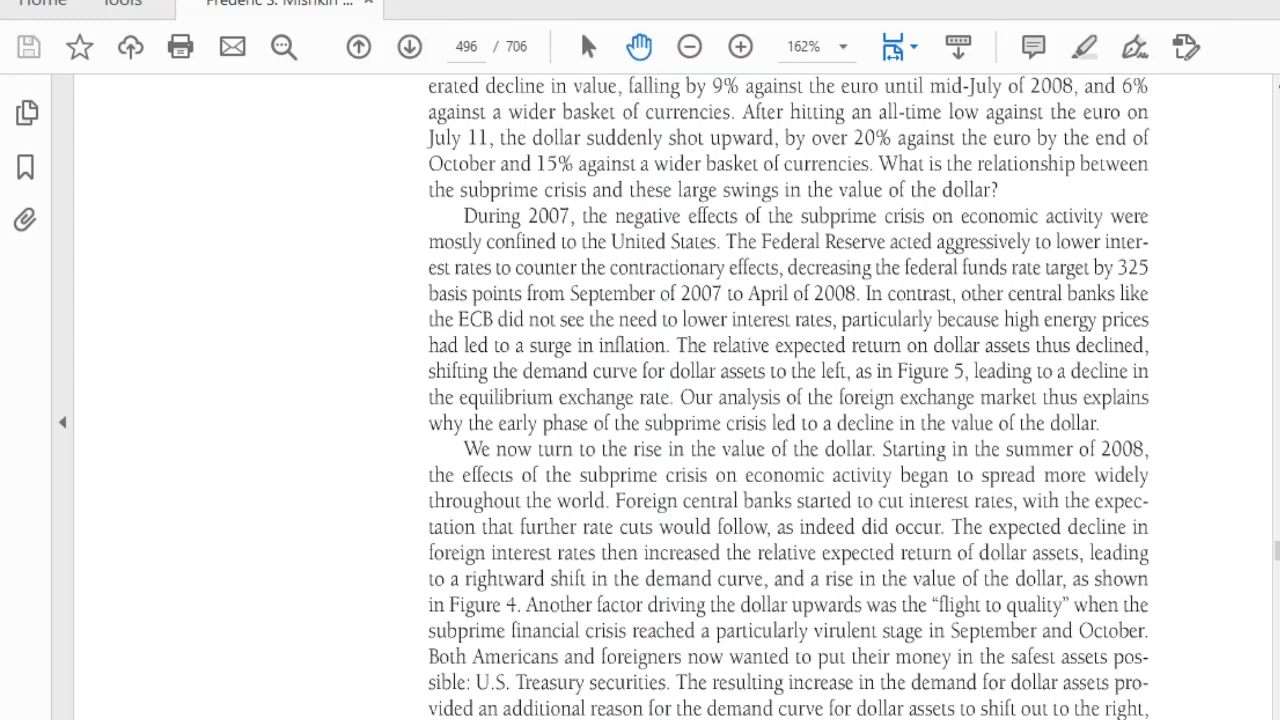 Home Tools Frederic S. Mishkin ...
496 / 706 162%
erated decline in value, falling by 9% against the euro until mid-July of 2008, and 6%
against a wider basket of currencies. After hitting an all-time low against the euro on
July 11, the dollar suddenly shot upward, by over 20% against the euro by the end of
October and 15% against a wider basket of currencies. What is the relationship between
the subprime crisis and these large swings in the value of the dollar?
During 2007, the negative effects of the subprime crisis on economic activity were
mostly confined to the United States. The Federal Reserve acted aggressively to lower inter-
est rates to counter the contractionary effects, decreasing the federal funds rate target by 325
basis points from September of 2007 to April of 2008. In contrast, other central banks like
the ECB did not see the need to lower interest rates, particularly because high energy prices
had led to a surge in inflation. The relative expected return on dollar assets thus declined,
shifting the demand curve for dollar assets to the left, as in Figure 5, leading to a decline in
the equilibrium exchange rate. Our analysis of the foreign exchange market thus explains
why the early phase of the subprime crisis led to a decline in the value of the dollar.
We now turn to the rise in the value of the dollar. Starting in the summer of 2008,
the effects of the subprime crisis on economic activity began to spread more widely
throughout the world. Foreign central banks started to cut interest rates, with the expec-
tation that further rate cuts would follow, as indeed did occur. The expected decline in
foreign interest rates then increased the relative expected return of dollar assets, leading
to a rightward shift in the demand curve, and a rise in the value of the dollar, as shown
in Figure 4. Another factor driving the dollar upwards was the “flight to quality” when the
subprime financial crisis reached a particularly virulent stage in September and October.
Both Americans and foreigners now wanted to put their money in the safest assets pos-
sible: U.S. Treasury securities. The resulting increase in the demand for dollar assets pro-
vided an additional reason for the demand curve for dollar assets to shift out to the right,